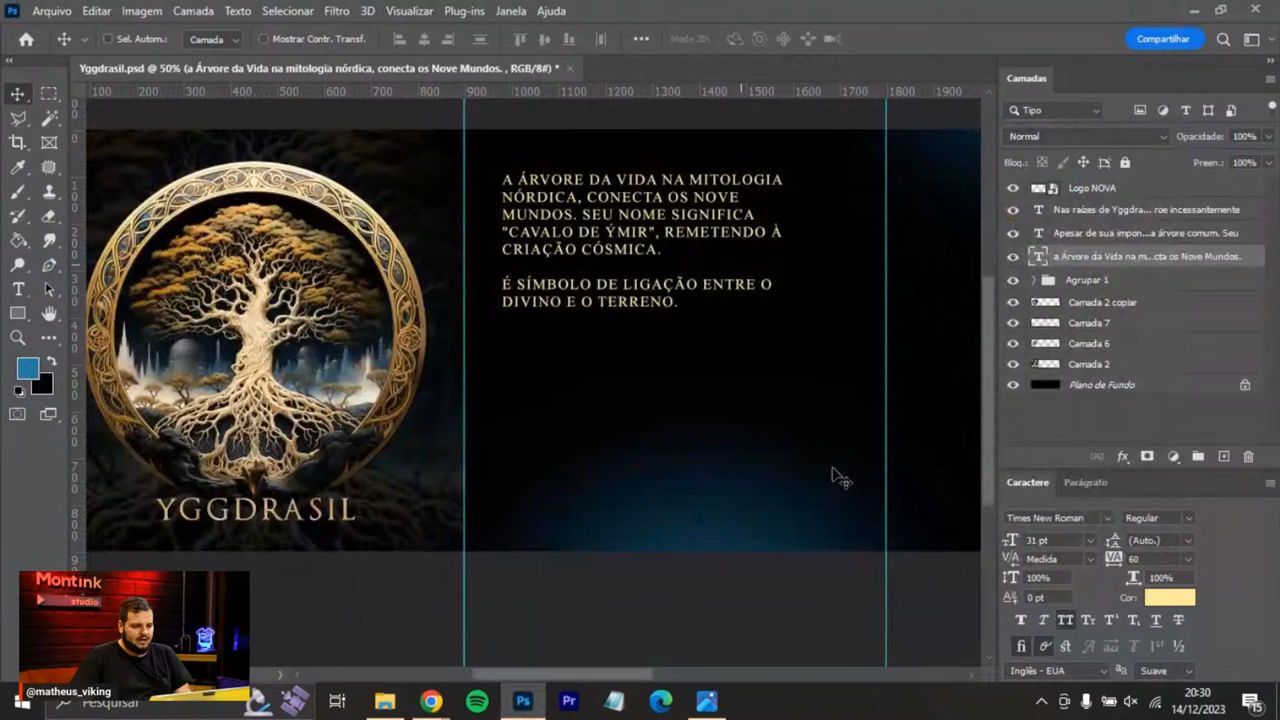 Ps Arquivo Editar Imagem Camada Texto Selecionar Filtro 3D Visualizar Plug-ins Janela Ajuda
Sel. Autom.: Camada Mostrar Contr. Transf. ••• Modo 3D: Compartilhar
Yggdrasil.psd @ 50% (a Árvore da Vida na mitologia nórdica, conecta os Nove Mundos. , RGB/8#) * ×
100 200 300 400 500 600 700 800 900 1000 1100 1200 1300 1400 1500 1600 1700 1800 1900
A ÁRVORE DA VIDA NA MITOLOGIA
NÓRDICA, CONECTA OS NOVE
MUNDOS. SEU NOME SIGNIFICA
"CAVALO DE ÝMIR", REMETENDO À
CRIAÇÃO CÓSMICA.
É SÍMBOLO DE LIGAÇÃO ENTRE O
DIVINO E O TERRENO.
YGGDRASIL
Camadas
Tipo
Normal Opacidade: 100%
Bloq.: Preen.: 100%
Logo NOVA
Nas raízes de Yggdra... roe incessantemente
Apesar de sua impon...a árvore comum. Seu
a Árvore da Vida na m...cta os Nove Mundos.
Agrupar 1
Camada 2 copiar
Camada 7
Camada 6
Camada 2
Plano de Fundo
Caractere Parágrafo
Times New Roman Regular
31 pt (Auto.)
Medida 60
100% 100%
0 pt Cor:
Inglês - EUA Suave
Montink
studio
@matheus_viking
Pesquisar
Ps Pr
20:30
14/12/2023
15